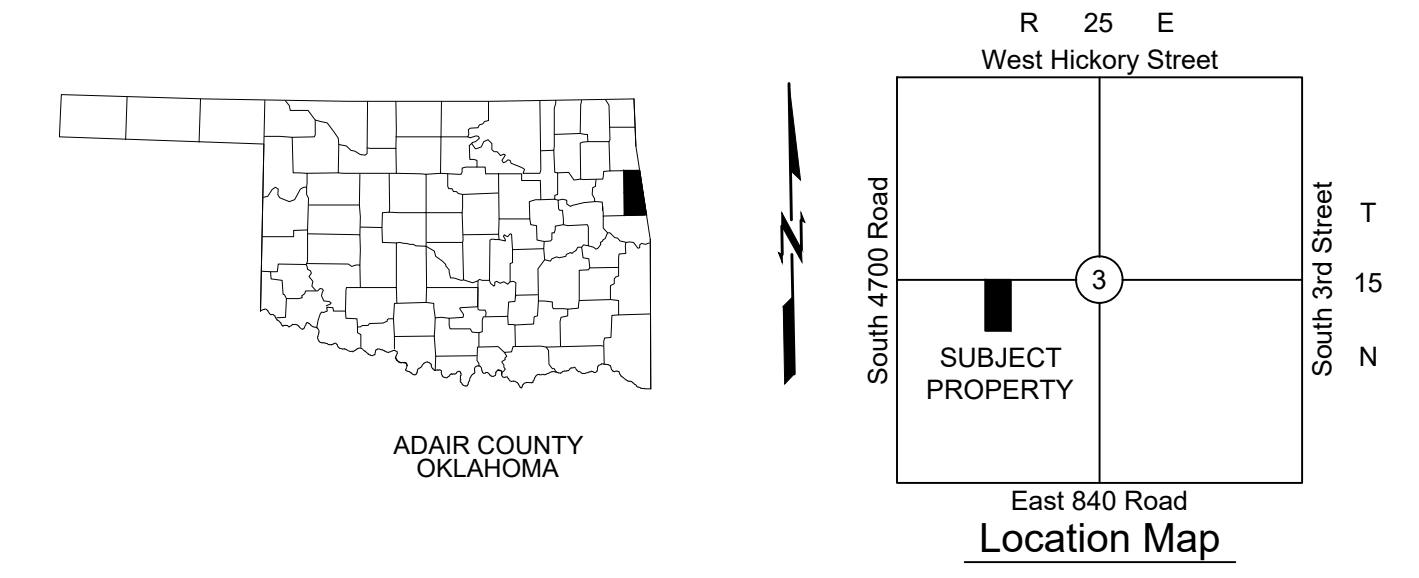 ADAIR COUNTY
OKLAHOMA
N
R 25 E
West Hickory Street
South 4700 Road
South 3rd Street
T
15
N
3
SUBJECT
PROPERTY
East 840 Road
Location Map